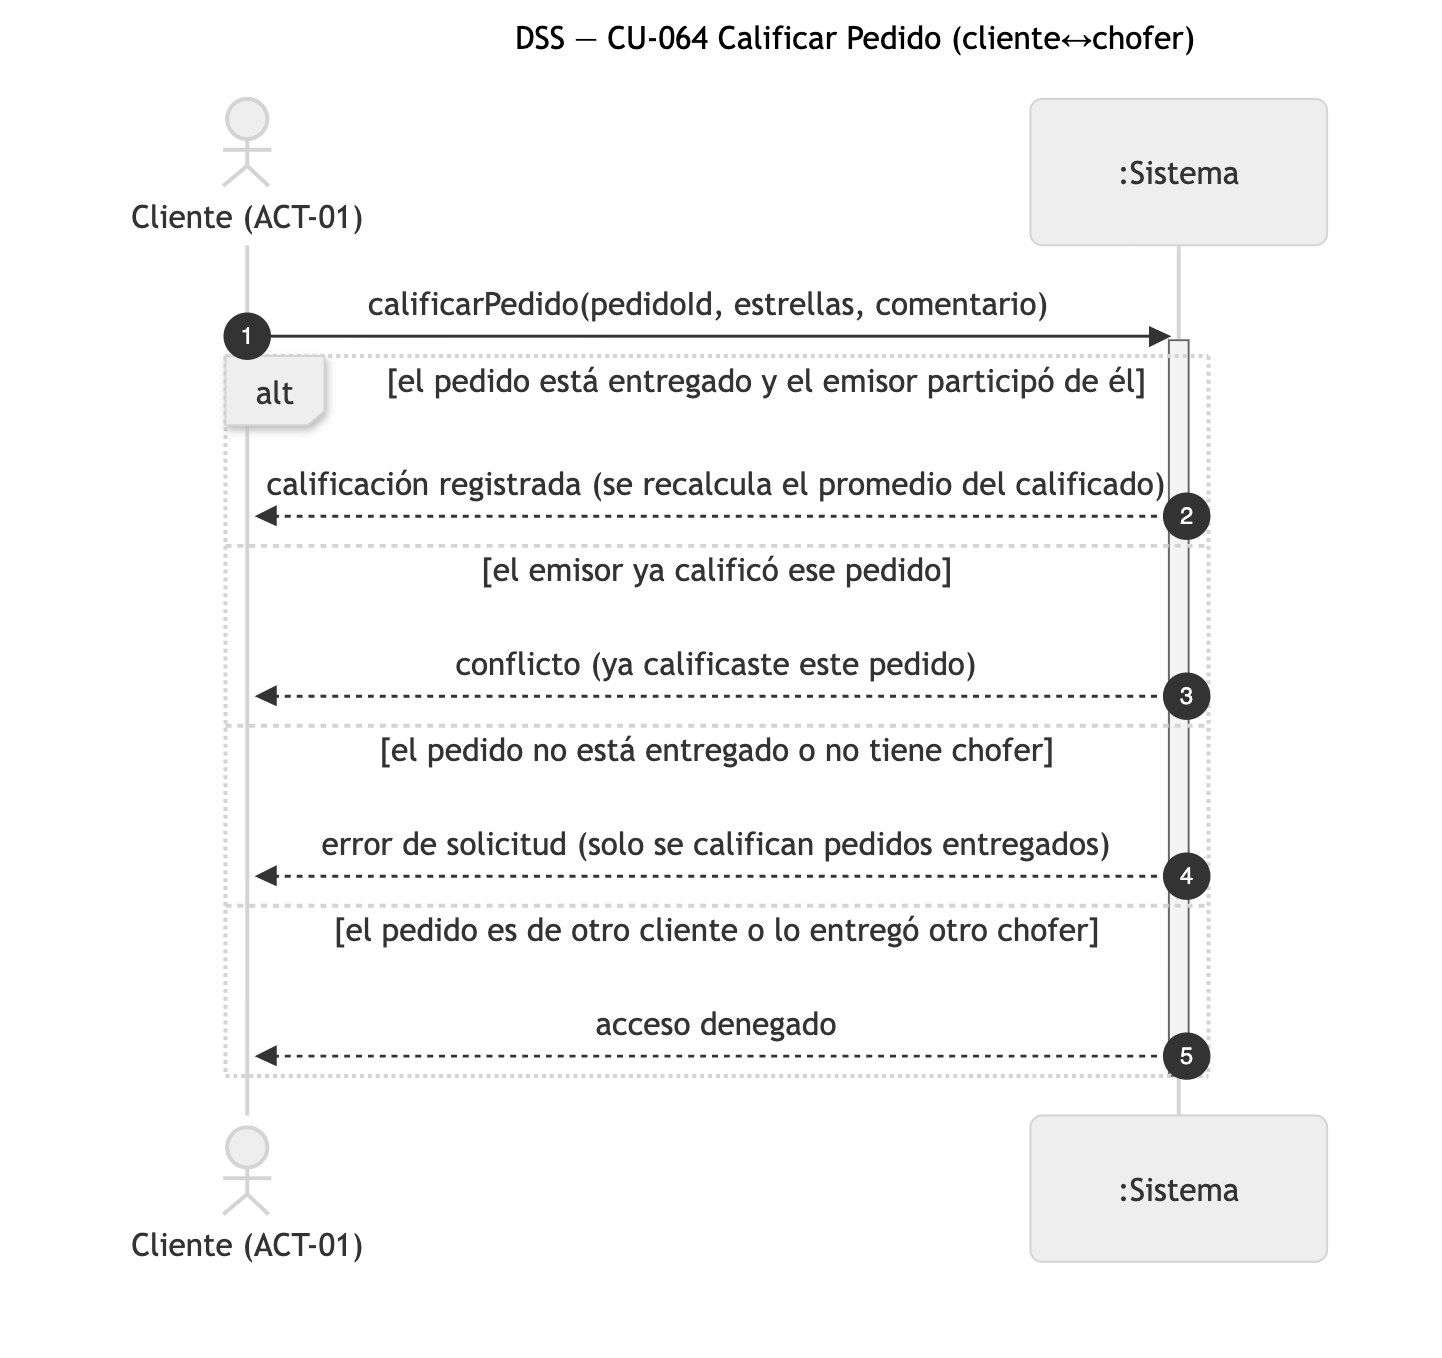 DSS — CU-064 Calificar Pedido (cliente↔chofer)
Cliente (ACT-01)
:Sistema
calificarPedido(pedidoId, estrellas, comentario)
1
alt
[el pedido está entregado y el emisor participó de él]
calificación registrada (se recalcula el promedio del calificado)
2
[el emisor ya calificó ese pedido]
conflicto (ya calificaste este pedido)
3
[el pedido no está entregado o no tiene chofer]
error de solicitud (solo se califican pedidos entregados)
4
[el pedido es de otro cliente o lo entregó otro chofer]
acceso denegado
5
Cliente (ACT-01)
:Sistema